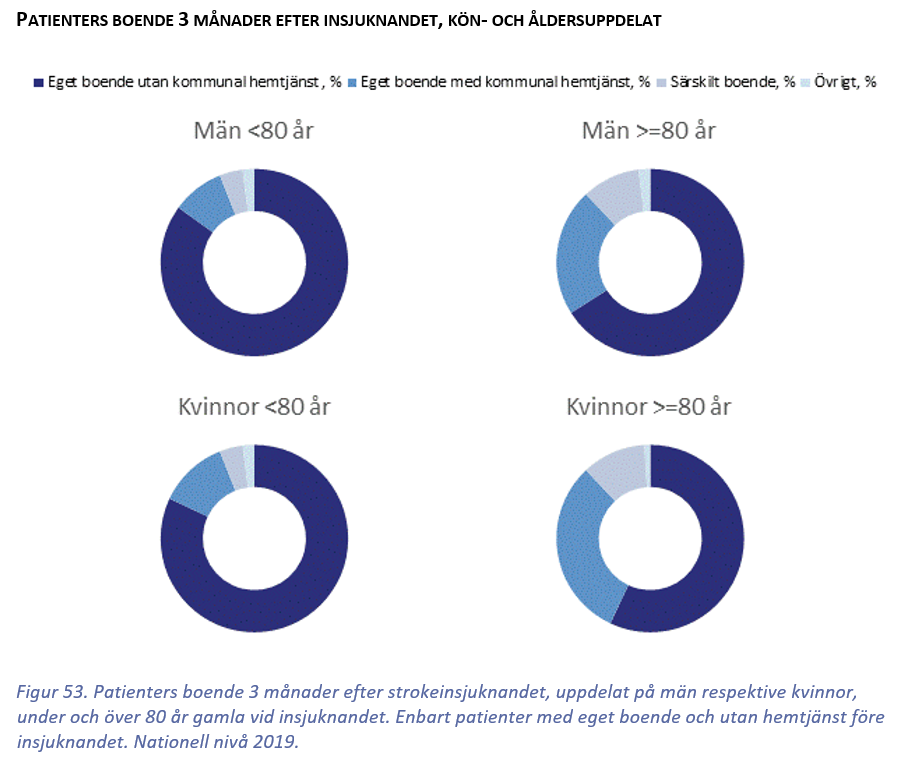 PATIENTERS BOENDE 3 MÅNADER EFTER INSJUKNANDET, KÖN- OCH ÅLDERSUPPDELAT
Eget boende utan kommunal hemtjänst, % Eget boende med kommunal hemtjänst, % Särskilt boende, % Övrigt, %
Män <80 år
Män >=80 år
Kvinnor <80 år
Kvinnor >=80 år
Figur 53. Patienters boende 3 månader efter strokeinsjuknandet, uppdelat på män respektive kvinnor,
under och över 80 år gamla vid insjuknandet. Enbart patienter med eget boende och utan hemtjänst före
insjuknandet. Nationell nivå 2019.